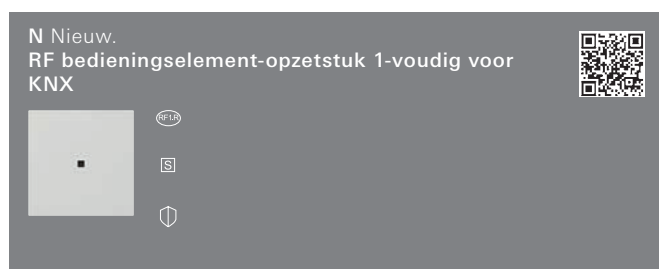 N Nieuw.
RF bedieningselement-opzetstuk 1-voudig voor
KNX
RF1.R
S